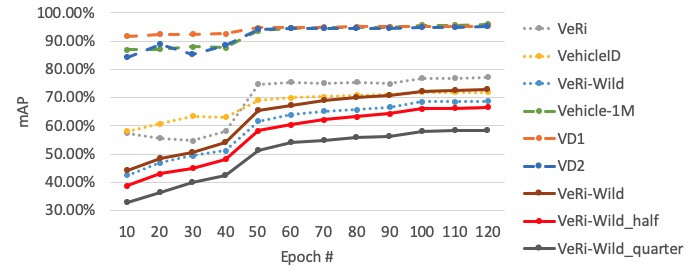 100.00%
90.00%
80.00%
70.00%
60.00%
50.00%
40.00%
30.00%
mAP
10 20 30 40 50 60 70 80 90 100 110 120
Epoch #
VeRi
VehicleID
VeRi-Wild
Vehicle-1M
VD1
VD2
VeRi-Wild
VeRi-Wild_half
VeRi-Wild_quarter